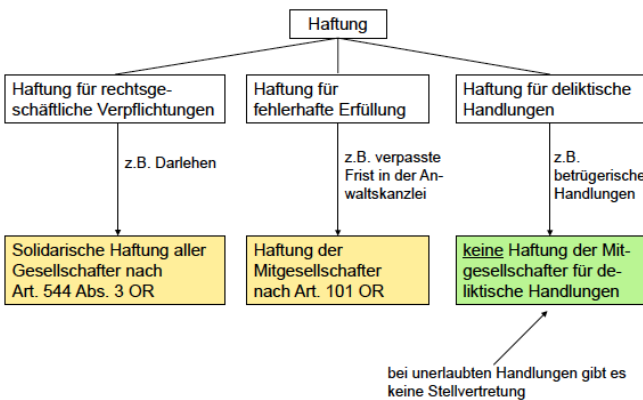 Haftung
Haftung für rechtsge-
schäftliche Verpflichtungen
Haftung für
fehlerhafte Erfüllung
Haftung für deliktische
Handlungen
z.B. Darlehen
z.B. verpasste
Frist in der An-
waltskanzlei
z.B.
betrügerische
Handlungen
Solidarische Haftung aller
Gesellschafter nach
Art. 544 Abs. 3 OR
Haftung der
Mitgesellschafter
nach Art. 101 OR
keine Haftung der Mit-
gesellschafter für de-
liktische Handlungen
bei unerlaubten Handlungen gibt es
keine Stellvertretung